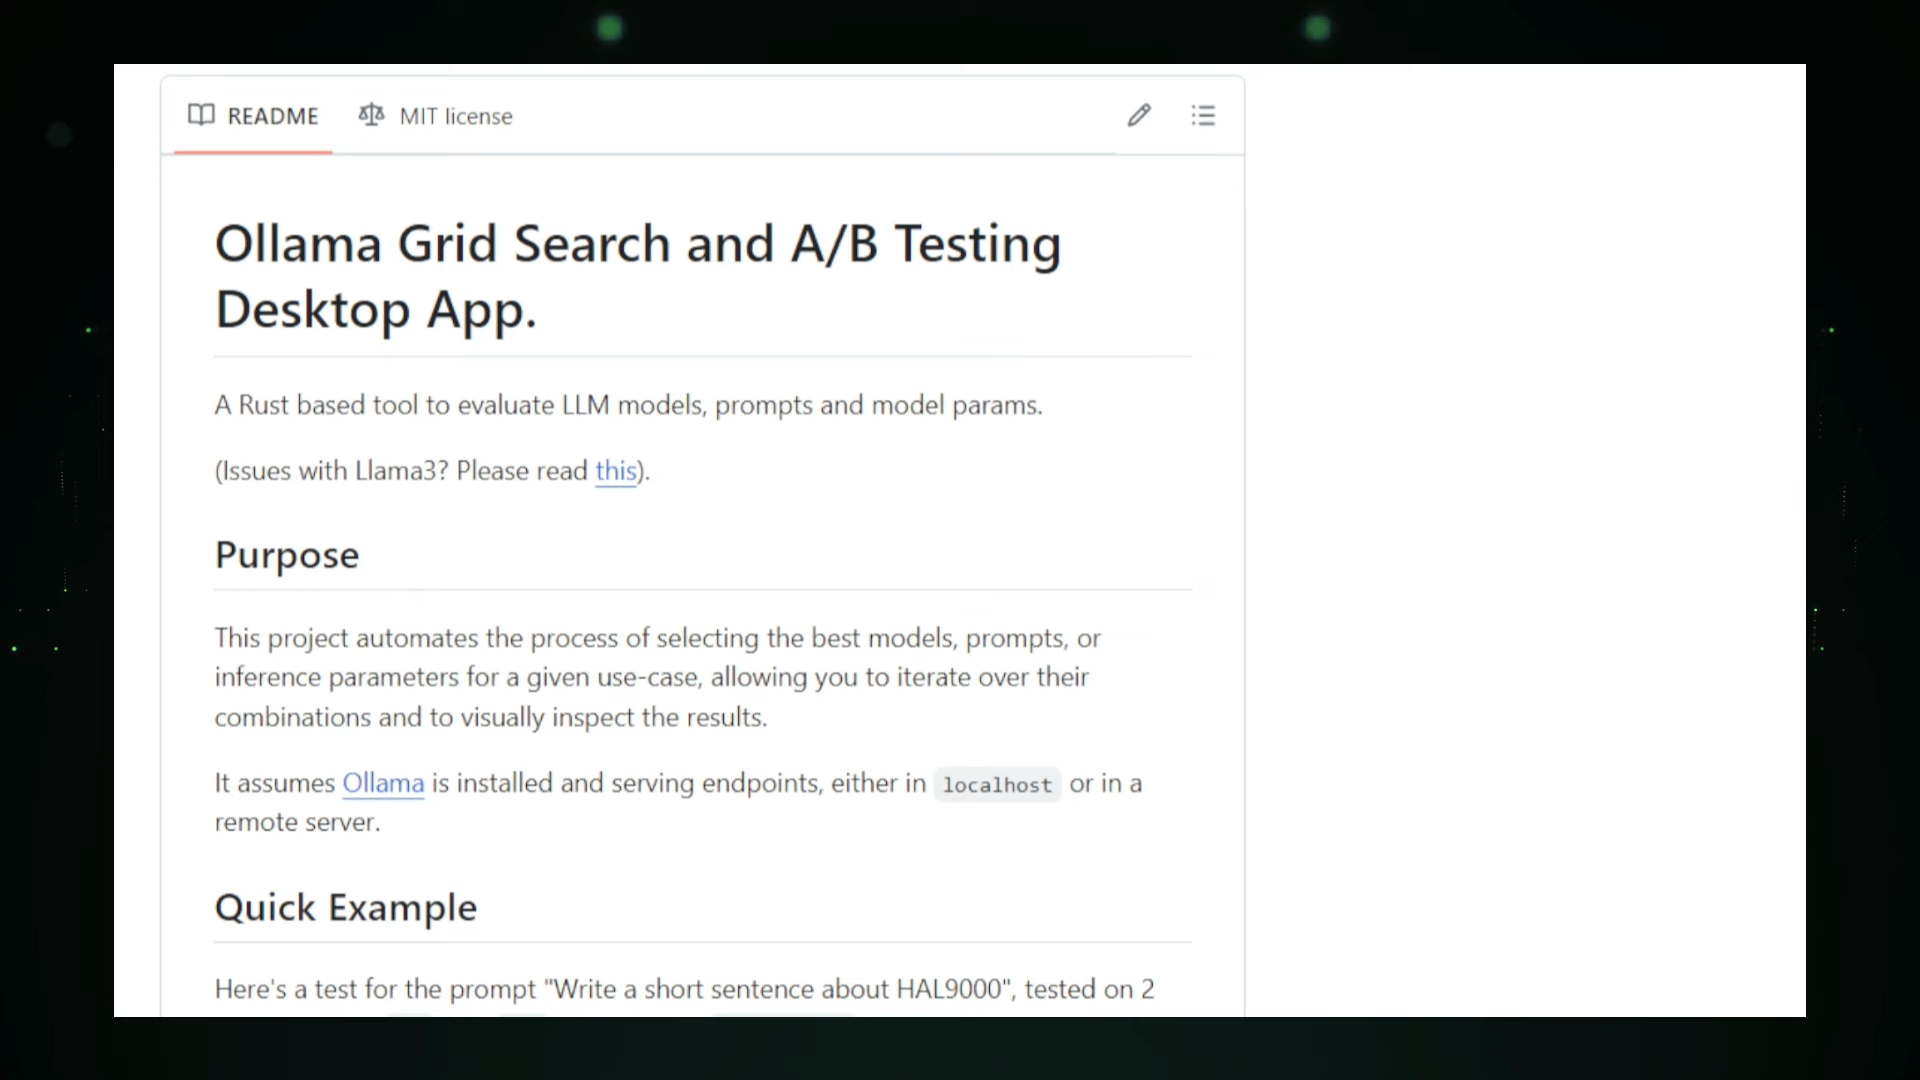 README MIT license
Ollama Grid Search and A/B Testing
Desktop App.
A Rust based tool to evaluate LLM models, prompts and model params.
(Issues with Llama3? Please read this).
Purpose
This project automates the process of selecting the best models, prompts, or
inference parameters for a given use-case, allowing you to iterate over their
combinations and to visually inspect the results.
It assumes Ollama is installed and serving endpoints, either in localhost or in a
remote server.
Quick Example
Here's a test for the prompt "Write a short sentence about HAL9000", tested on 2